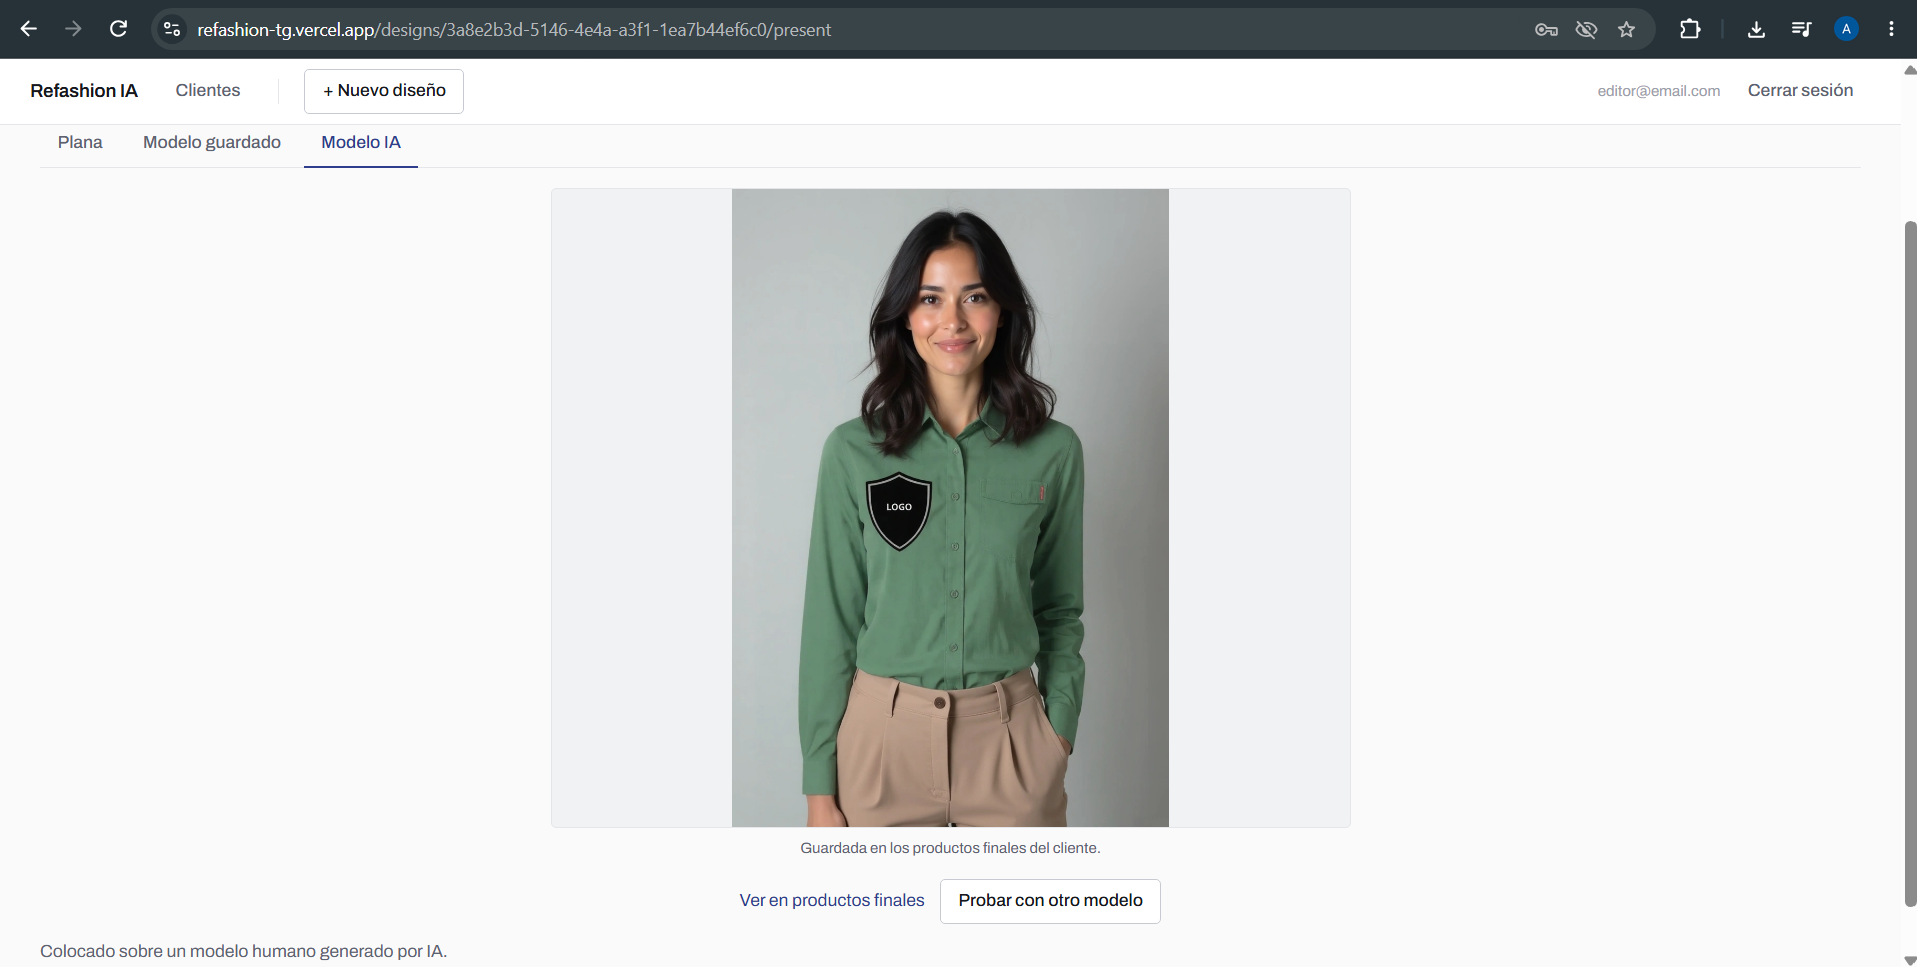 refashion-tg.vercel.app/designs/3a8e2b3d-5146-4e4a-a3f1-1ea7b44ef6c0/present
A
Refashion IA
Clientes
+ Nuevo diseño
editor@email.com
Cerrar sesión
Plana
Modelo guardado
Modelo IA
LOGO
Guardada en los productos finales del cliente.
Ver en productos finales
Probar con otro modelo
Colocado sobre un modelo humano generado por IA.